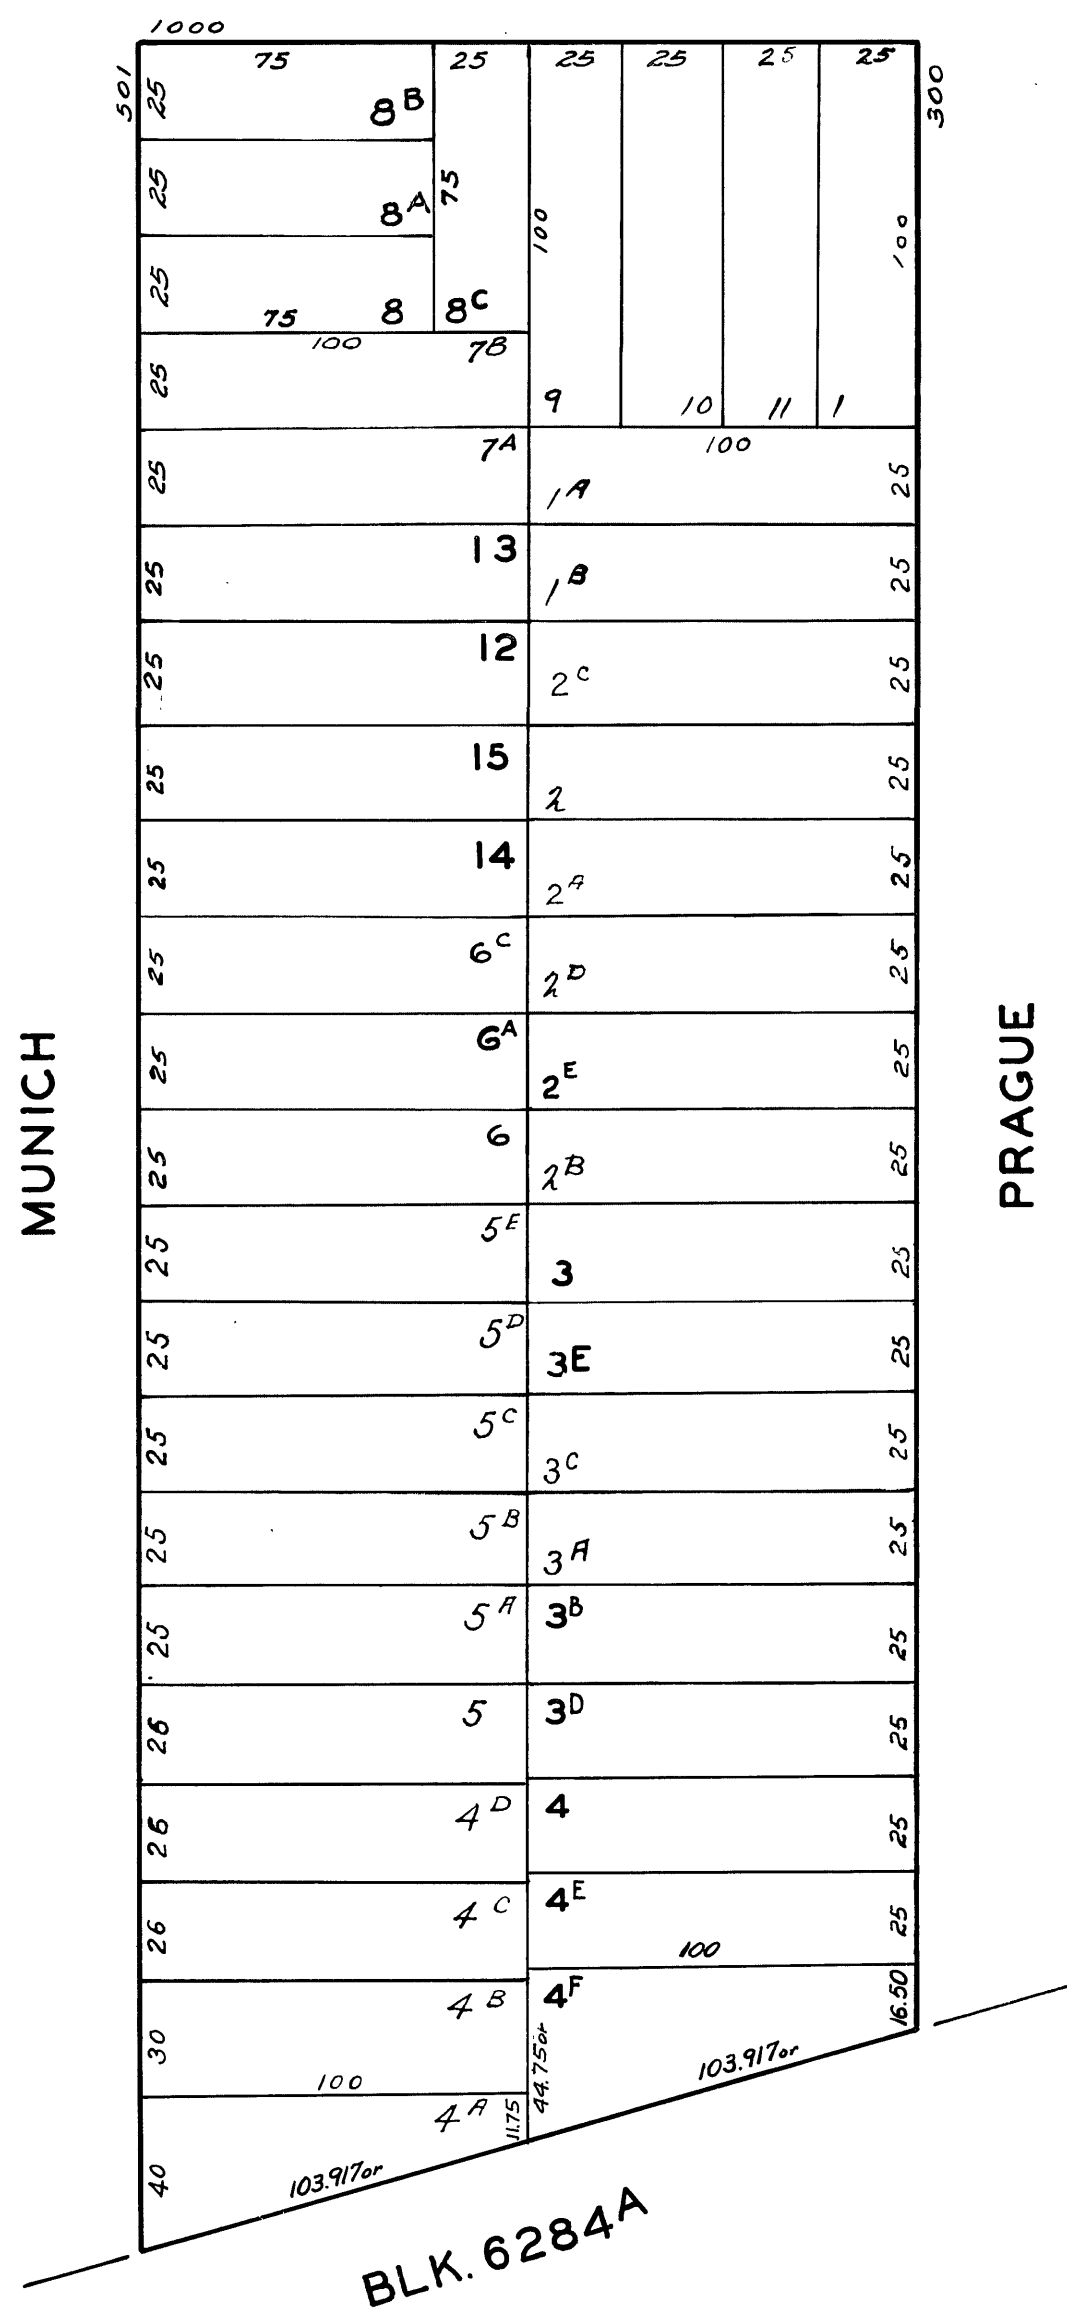 1000
75 25 25 25 25 25
501 300
25 8B
25 8A 75
100 100
25 75 8 8C
100 7B
25 9 10 11 1
100
25 7A 1A 25
25 13 1B 25
25 12 2C 25
25 15 2 25
25 14 2A 25
25 6C 2D 25
25 6A 2E 25
MUNICH PRAGUE
25 6 2B 25
25 5E 3 25
25 5D 3E 25
25 5C 3C 25
25 5B 3A 25
25 5A 3B 25
5 3D 25
4D 4 25
26 4C 4E 25
100
30 4B 4F 16.50
100 44.75or 103.917or
40 4A 11.75
103.917or
BLK. 6284A